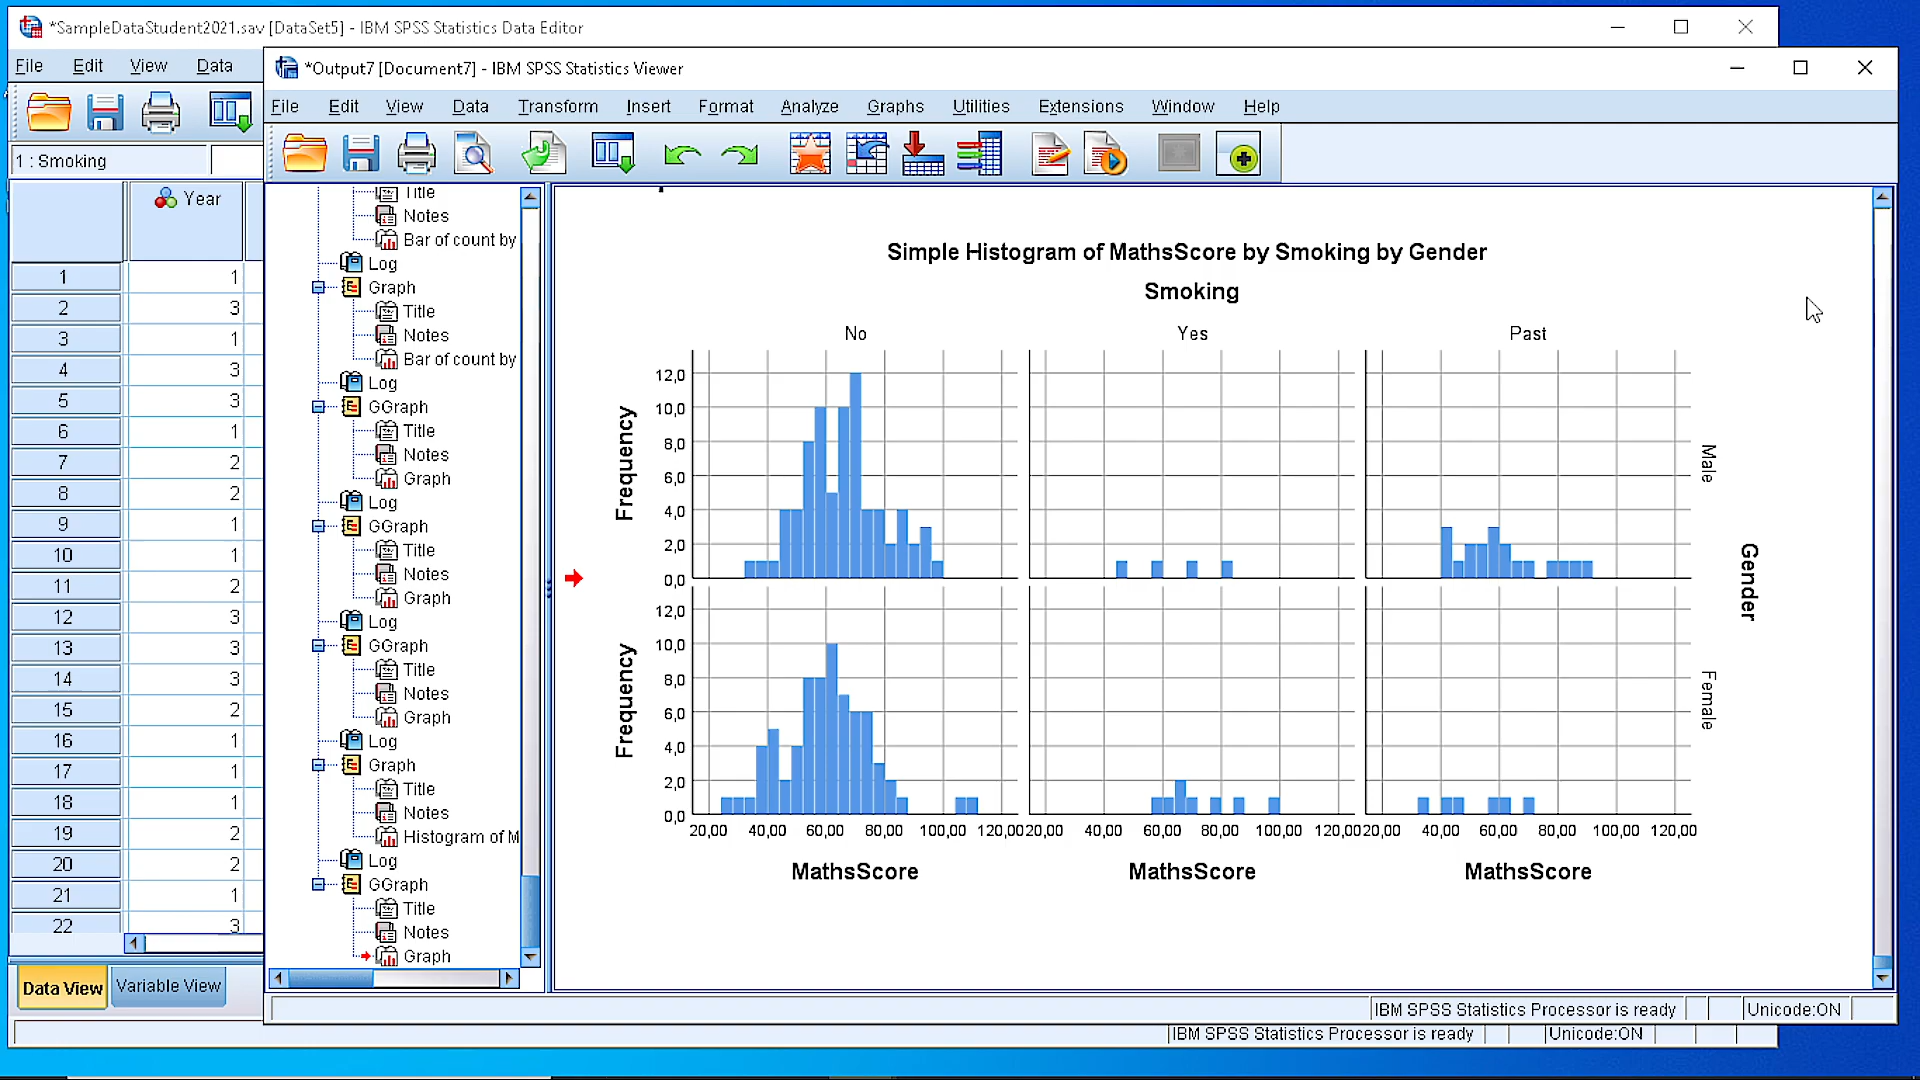 *SampleDataStudent2021.sav [DataSet5] - IBM SPSS Statistics Data Editor
File Edit View Data
1 : Smoking
Year
1 1
2 3
3 1
4 3
5 3
6 1
7 2
8 2
9 1
10 1
11 2
12 3
13 3
14 3
15 2
16 1
17 1
18 1
19 2
20 2
21 1
22 3
Data View Variable View
*Output7 [Document7] - IBM SPSS Statistics Viewer
File Edit View Data Transform Insert Format Analyze Graphs Utilities Extensions Window Help
Title
Notes
Bar of count by
Log
Graph
Title
Notes
Bar of count by
Log
GGraph
Title
Notes
Graph
Log
GGraph
Title
Notes
Graph
Log
GGraph
Title
Notes
Graph
Log
Graph
Title
Notes
Histogram of M
Log
GGraph
Title
Notes
Graph
Simple Histogram of MathsScore by Smoking by Gender
Smoking
No Yes Past
Frequency
12,0
10,0
8,0
6,0
4,0
2,0
0,0
Male
Frequency
12,0
10,0
8,0
6,0
4,0
2,0
0,0
Female
Gender
20,00 40,00 60,00 80,00 100,00 120,00 20,00 40,00 60,00 80,00 100,00 120,00 20,00 40,00 60,00 80,00 100,00 120,00
MathsScore MathsScore MathsScore
IBM SPSS Statistics Processor is ready Unicode:ON
IBM SPSS Statistics Processor is ready Unicode:ON